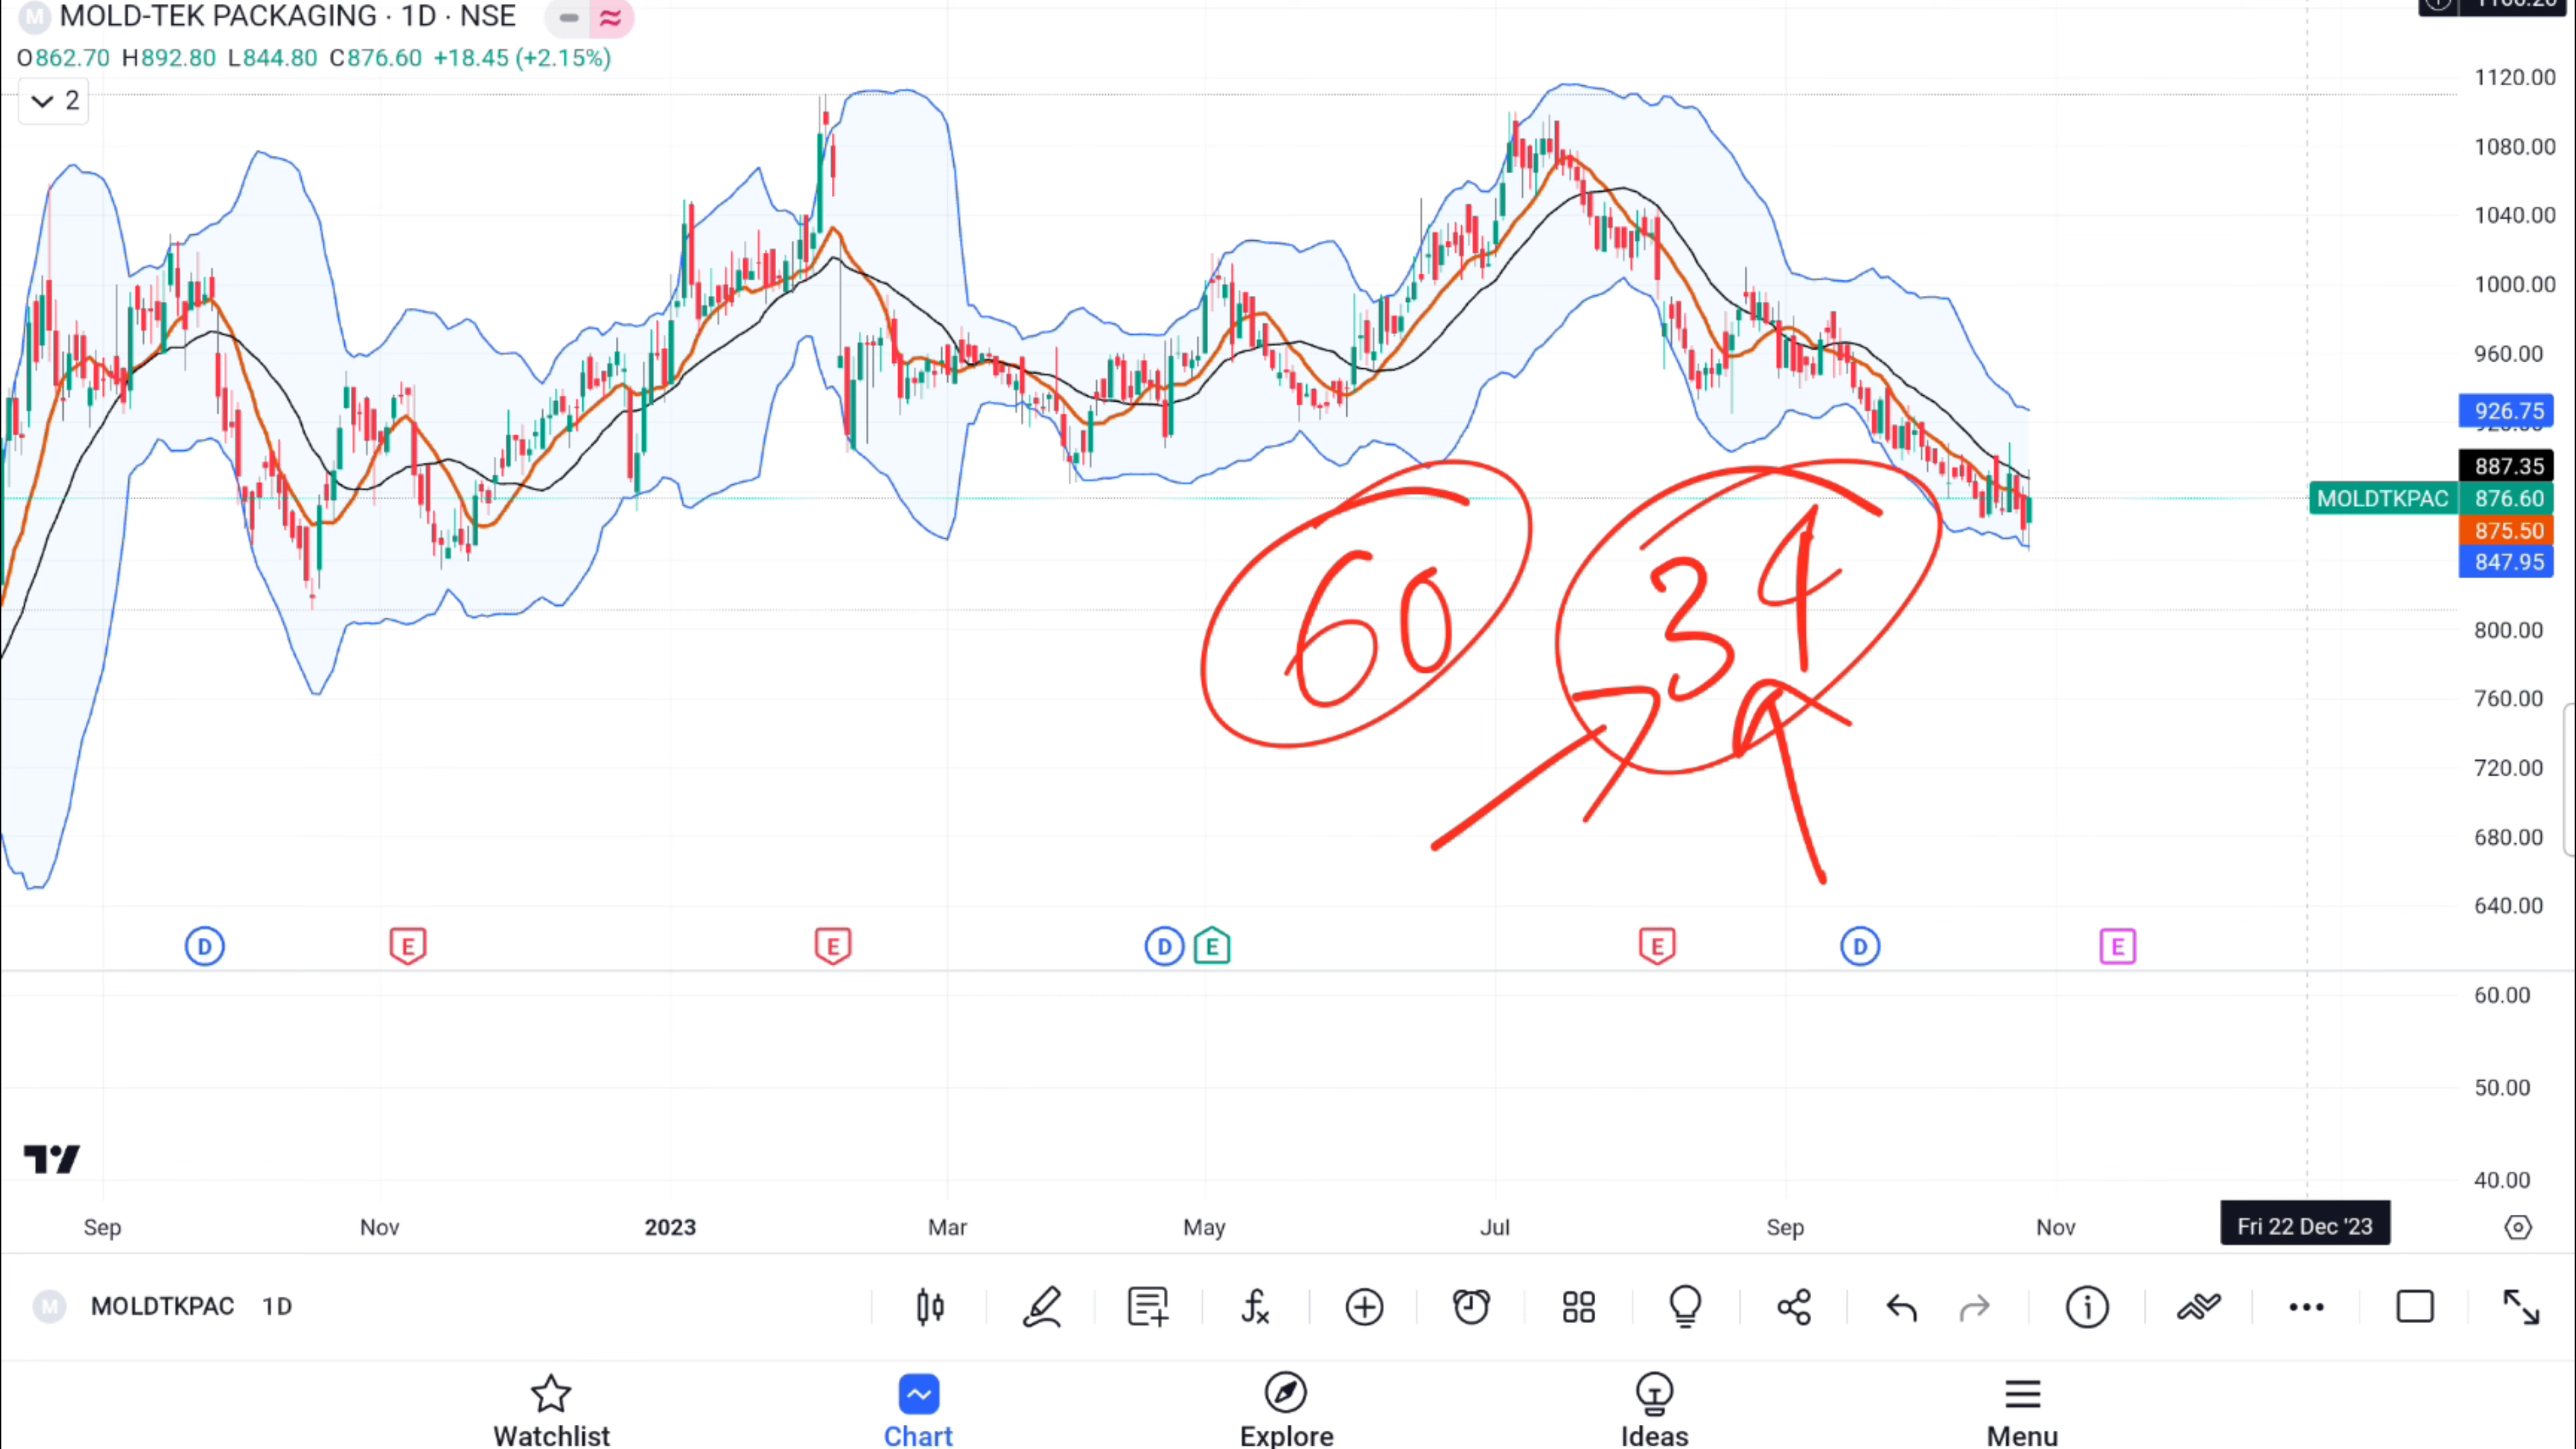 M MOLD-TEK PACKAGING · 1D · NSE
O862.70 H892.80 L844.80 C876.60 +18.45 (+2.15%)
2
1120.00
1080.00
1040.00
1000.00
960.00
926.75
887.35
MOLDTKPAC 876.60
875.50
847.95
800.00
760.00
720.00
680.00
640.00
60 34
D E E D E E D E
60.00
50.00
40.00
Sep Nov 2023 Mar May Jul Sep Nov Fri 22 Dec '23
M MOLDTKPAC 1D
Watchlist Chart Explore Ideas Menu